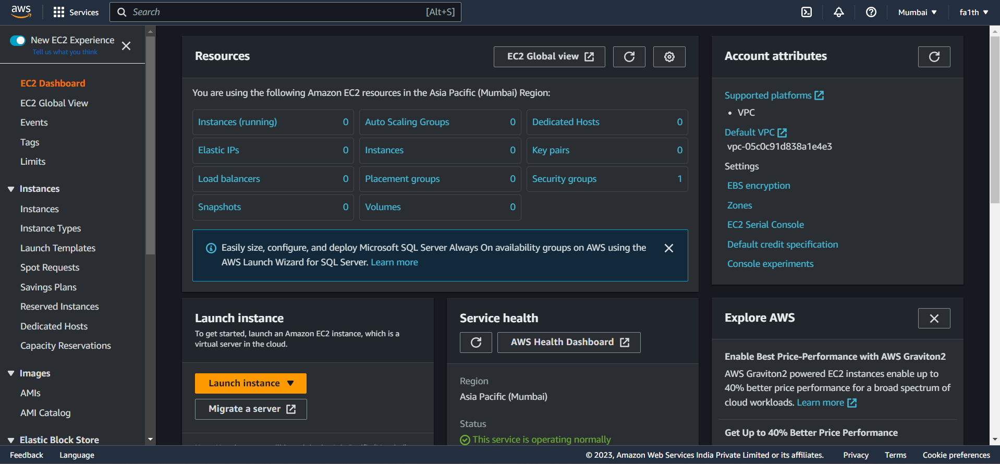 aws
Services
Search
[Alt+S]
Mumbai
fa1th
New EC2 Experience
Tell us what you think
EC2 Dashboard
EC2 Global View
Events
Tags
Limits
Instances
Instances
Instance Types
Launch Templates
Spot Requests
Savings Plans
Reserved Instances
Dedicated Hosts
Capacity Reservations
Images
AMIs
AMI Catalog
Elastic Block Store
Resources
EC2 Global view
You are using the following Amazon EC2 resources in the Asia Pacific (Mumbai) Region:
Instances (running) 0
Auto Scaling Groups 0
Dedicated Hosts 0
Elastic IPs 0
Instances 0
Key pairs 0
Load balancers 0
Placement groups 0
Security groups 1
Snapshots 0
Volumes 0
Easily size, configure, and deploy Microsoft SQL Server Always On availability groups on AWS using the
AWS Launch Wizard for SQL Server. Learn more
Account attributes
Supported platforms
• VPC
Default VPC
vpc-05c0c91d838a1e4e3
Settings
EBS encryption
Zones
EC2 Serial Console
Default credit specification
Console experiments
Launch instance
To get started, launch an Amazon EC2 instance, which is a
virtual server in the cloud.
Launch instance
Migrate a server
Service health
AWS Health Dashboard
Region
Asia Pacific (Mumbai)
Status
This service is operating normally
Explore AWS
Enable Best Price-Performance with AWS Graviton2
AWS Graviton2 powered EC2 instances enable up to
40% better price performance for a broad spectrum of
cloud workloads. Learn more
Get Up to 40% Better Price Performance
Feedback
Language
© 2023, Amazon Web Services India Private Limited or its affiliates.
Privacy
Terms
Cookie preferences